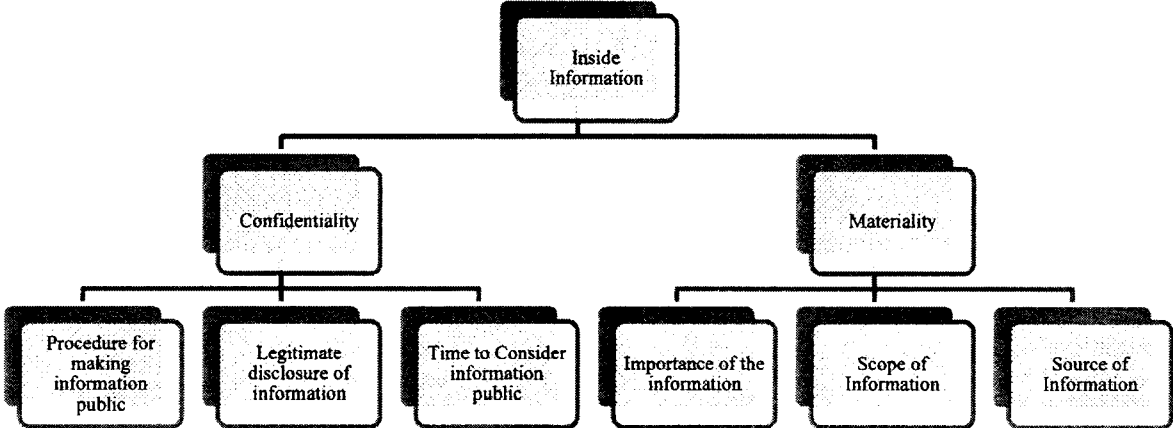 Inside
Information
Confidentiality
Materiality
Procedure for
making
information
public
Legitimate
disclosure of
information
Time to Consider
information
public
Importance of the
information
Scope of
Information
Source of
Information